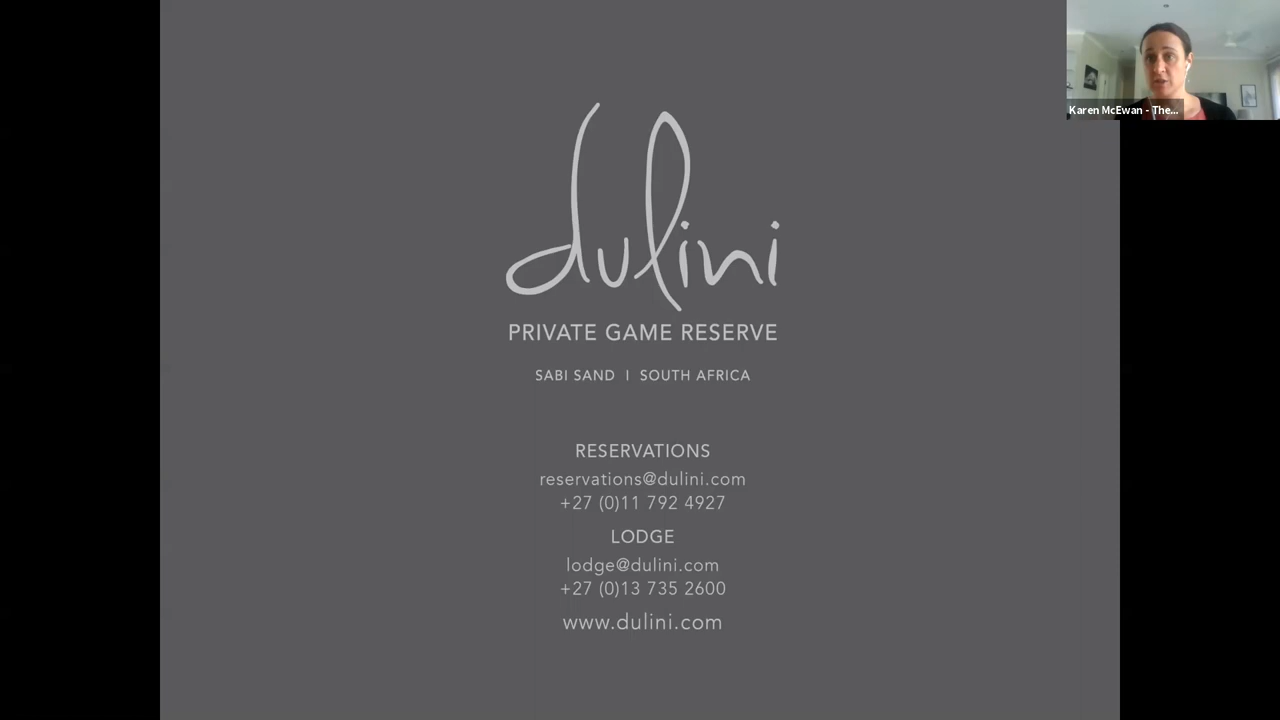 Karen McEwan - The...
dulini
PRIVATE GAME RESERVE
SABI SAND | SOUTH AFRICA
RESERVATIONS
reservations@dulini.com
+27 (0)11 792 4927
LODGE
lodge@dulini.com
+27 (0)13 735 2600
www.dulini.com